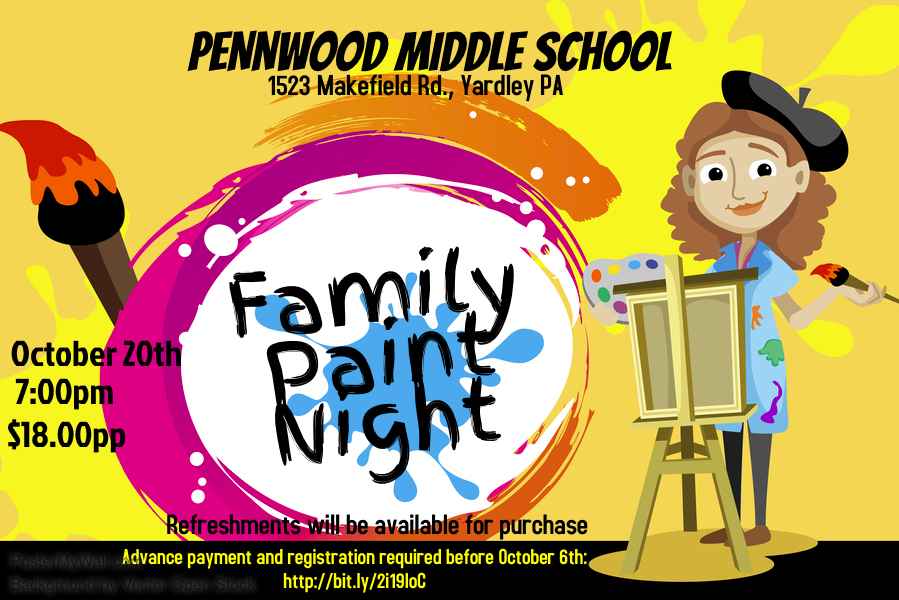 PENNWOOD MIDDLE SCHOOL
1523 Makefield Rd., Yardley PA
Family
Paint
Night
October 20th
7:00pm
$18.00pp
Refreshments will be available for purchase
Advance payment and registration required before October 6th:
http://bit.ly/2i19loC
PosterMyWall.com
Background by Vector Open Stock